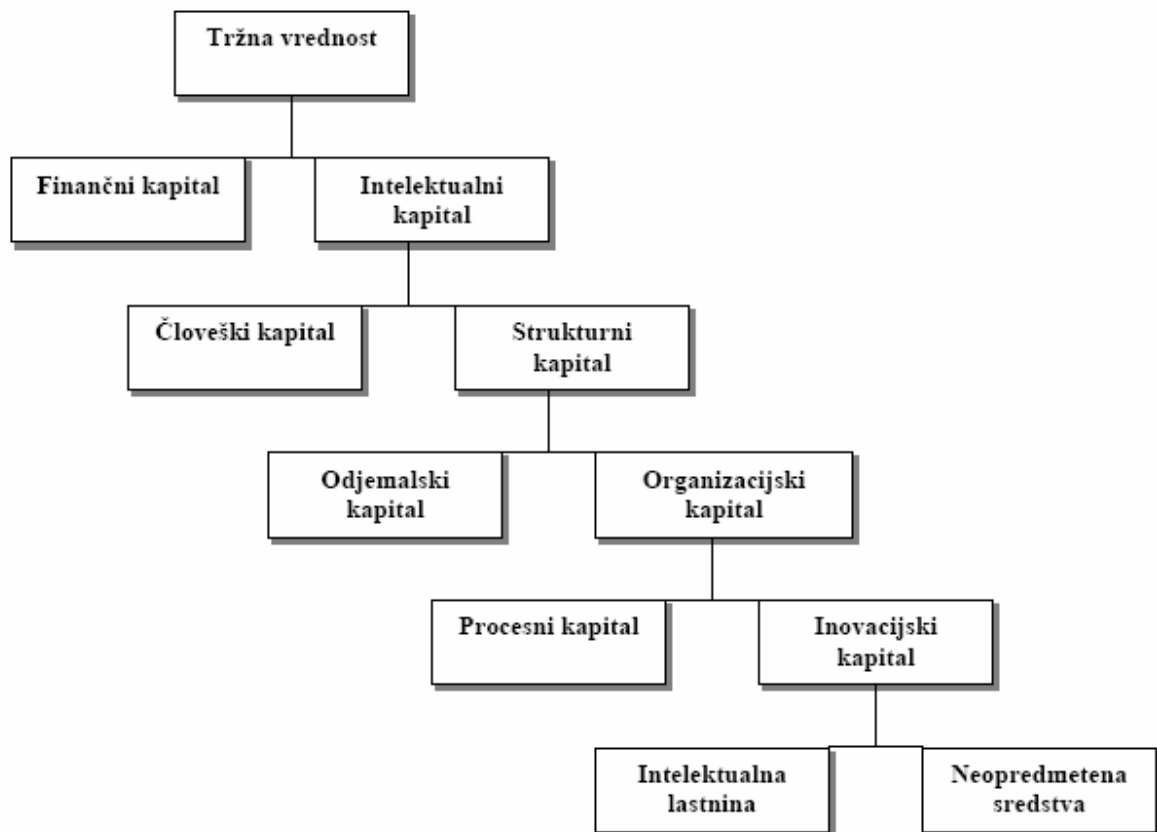 Tržna vrednost
Finančni kapital
Intelektualni
kapital
Človeški kapital
Strukturni
kapital
Odjemalski
kapital
Organizacijski
kapital
Procesni kapital
Inovacijski
kapital
Intelektualna
lastnina
Neopredmetena
sredstva